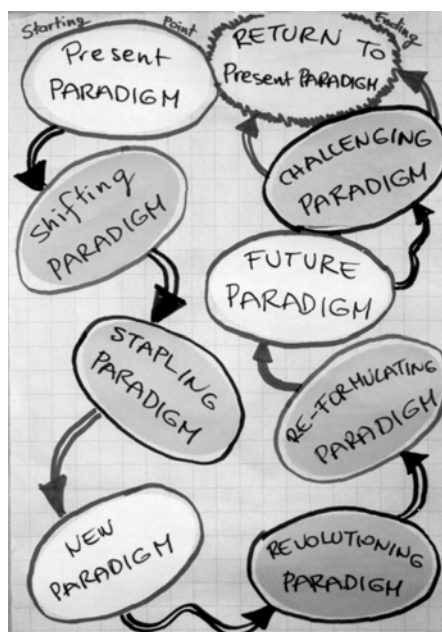 Starting Point
Present
PARADIGM
Shifting
PARADIGM
STAPLING
PARADIGM
NEW
PARADIGM
REVOLUTIONING
PARADIGM
RE-FORMULATING
PARADIGM
FUTURE
PARADIGM
CHALLENGING
PARADIGM
Ending
RETURN TO
Present PARADIGM